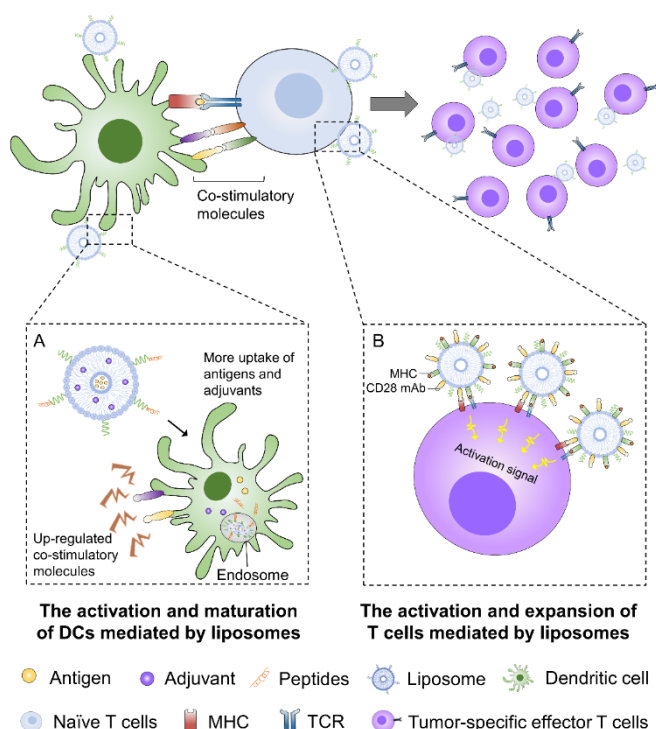 Co-stimulatory
molecules
A
More uptake of
antigens and
adjuvants
Up-regulated
co-stimulatory
molecules
Endosome
B
MHC
CD28 mAb
Activation signal
The activation and maturation
of DCs mediated by liposomes
The activation and expansion of
T cells mediated by liposomes
Antigen
Adjuvant
Peptides
Liposome
Dendritic cell
Naïve T cells
MHC
TCR
Tumor-specific effector T cells